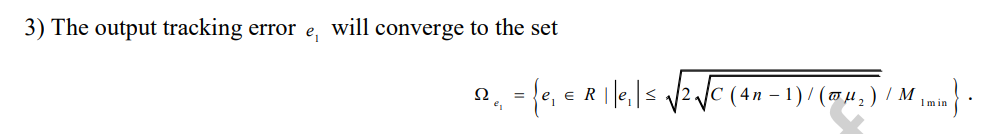 3) The output tracking error e₁ will converge to the set
Ω_{e₁} = {e₁ ∈ R | |e₁| ≤ √(2√(C (4n − 1) / (ϖμ₂)) / M_{1min}}.